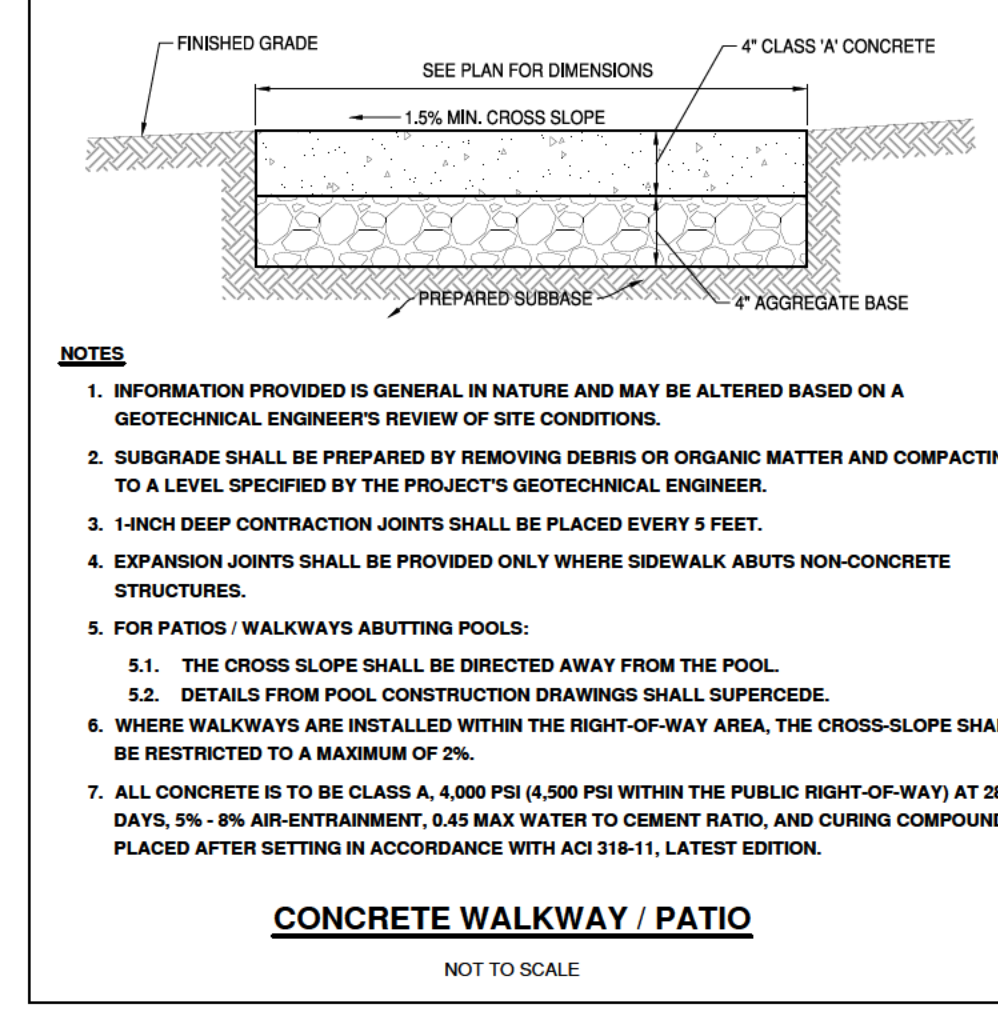 FINISHED GRADE
4" CLASS 'A' CONCRETE
SEE PLAN FOR DIMENSIONS
1.5% MIN. CROSS SLOPE
PREPARED SUBBASE
4" AGGREGATE BASE
NOTES
1. INFORMATION PROVIDED IS GENERAL IN NATURE AND MAY BE ALTERED BASED ON A
GEOTECHNICAL ENGINEER'S REVIEW OF SITE CONDITIONS.
2. SUBGRADE SHALL BE PREPARED BY REMOVING DEBRIS OR ORGANIC MATTER AND COMPACTIN
TO A LEVEL SPECIFIED BY THE PROJECT'S GEOTECHNICAL ENGINEER.
3. 1-INCH DEEP CONTRACTION JOINTS SHALL BE PLACED EVERY 5 FEET.
4. EXPANSION JOINTS SHALL BE PROVIDED ONLY WHERE SIDEWALK ABUTS NON-CONCRETE
STRUCTURES.
5. FOR PATIOS / WALKWAYS ABUTTING POOLS:
5.1. THE CROSS SLOPE SHALL BE DIRECTED AWAY FROM THE POOL.
5.2. DETAILS FROM POOL CONSTRUCTION DRAWINGS SHALL SUPERCEDE.
6. WHERE WALKWAYS ARE INSTALLED WITHIN THE RIGHT-OF-WAY AREA, THE CROSS-SLOPE SHA
BE RESTRICTED TO A MAXIMUM OF 2%.
7. ALL CONCRETE IS TO BE CLASS A, 4,000 PSI (4,500 PSI WITHIN THE PUBLIC RIGHT-OF-WAY) AT 28
DAYS, 5% - 8% AIR-ENTRAINMENT, 0.45 MAX WATER TO CEMENT RATIO, AND CURING COMPOUND
PLACED AFTER SETTING IN ACCORDANCE WITH ACI 318-11, LATEST EDITION.
CONCRETE WALKWAY / PATIO
NOT TO SCALE